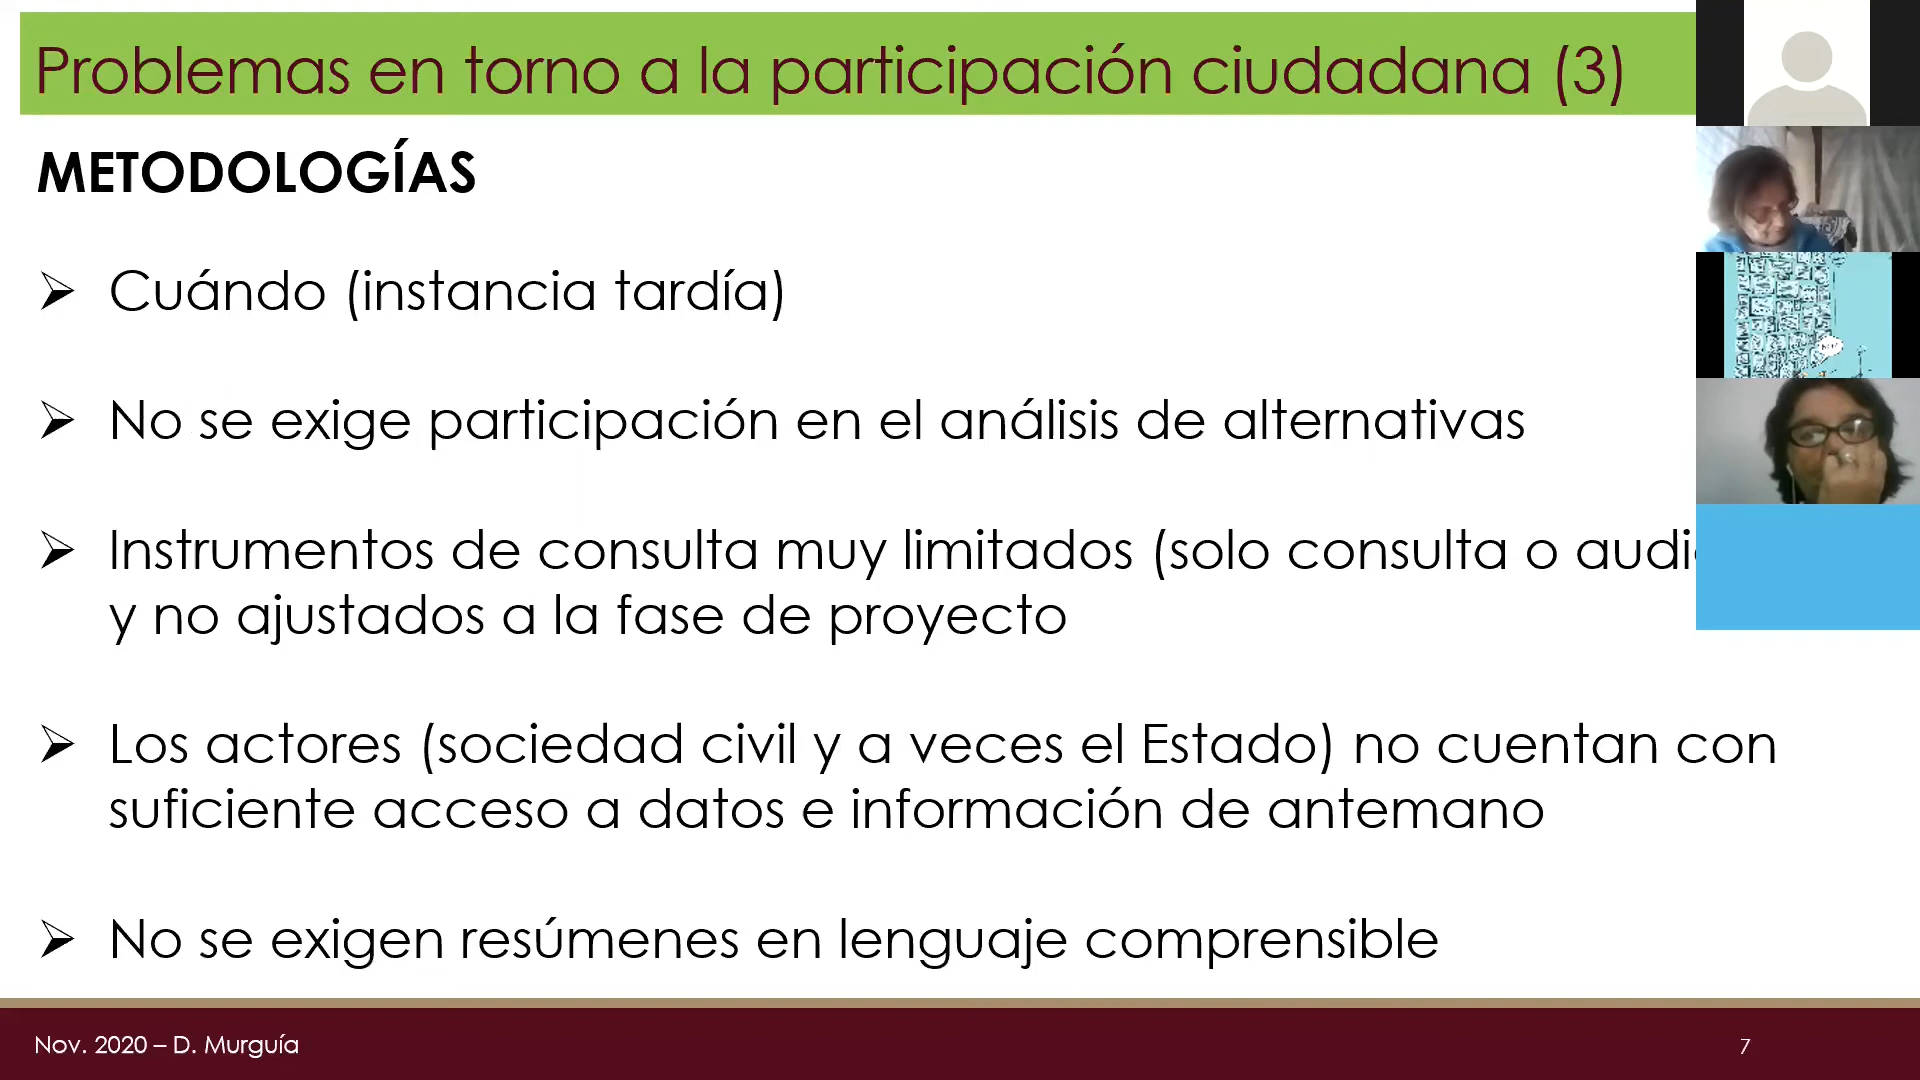 Problemas en torno a la participación ciudadana (3)
METODOLOGÍAS
➢ Cuándo (instancia tardía)
➢ No se exige participación en el análisis de alternativas
➢ Instrumentos de consulta muy limitados (solo consulta o
y no ajustados a la fase de proyecto
➢ Los actores (sociedad civil y a veces el Estado) no cuentan con
suficiente acceso a datos e información de antemano
➢ No se exigen resúmenes en lenguaje comprensible
Nov. 2020 – D. Murguía
7